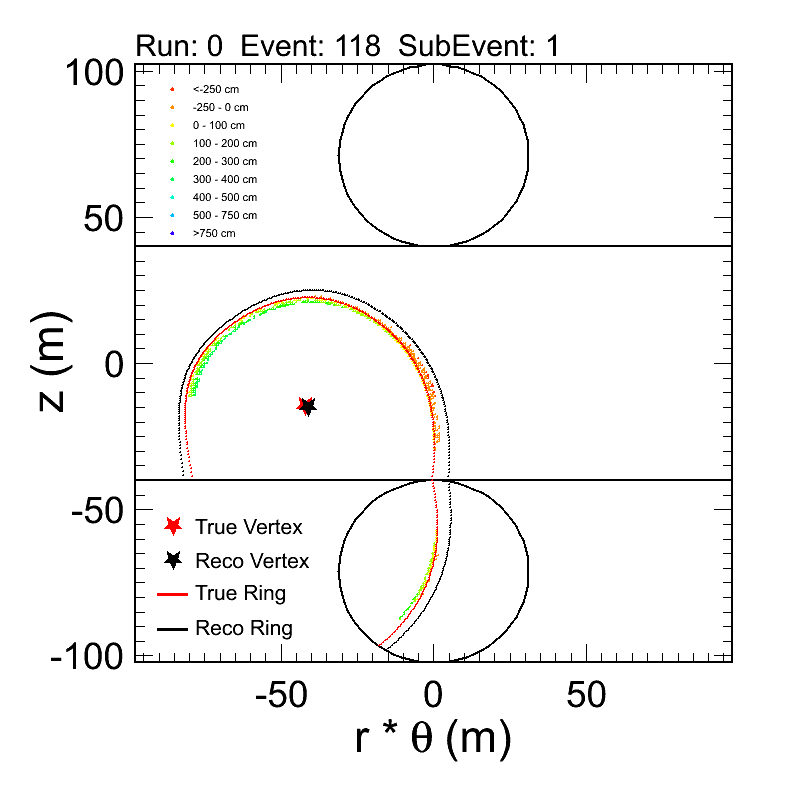 Run: 0  Event: 118  SubEvent: 1
100
<-250 cm
-250 - 0 cm
0 - 100 cm
100 - 200 cm
200 - 300 cm
300 - 400 cm
400 - 500 cm
500 - 750 cm
>750 cm
50
0
z (m)
-50
True Vertex
Reco Vertex
True Ring
Reco Ring
-100
-50 0 50
r * θ (m)